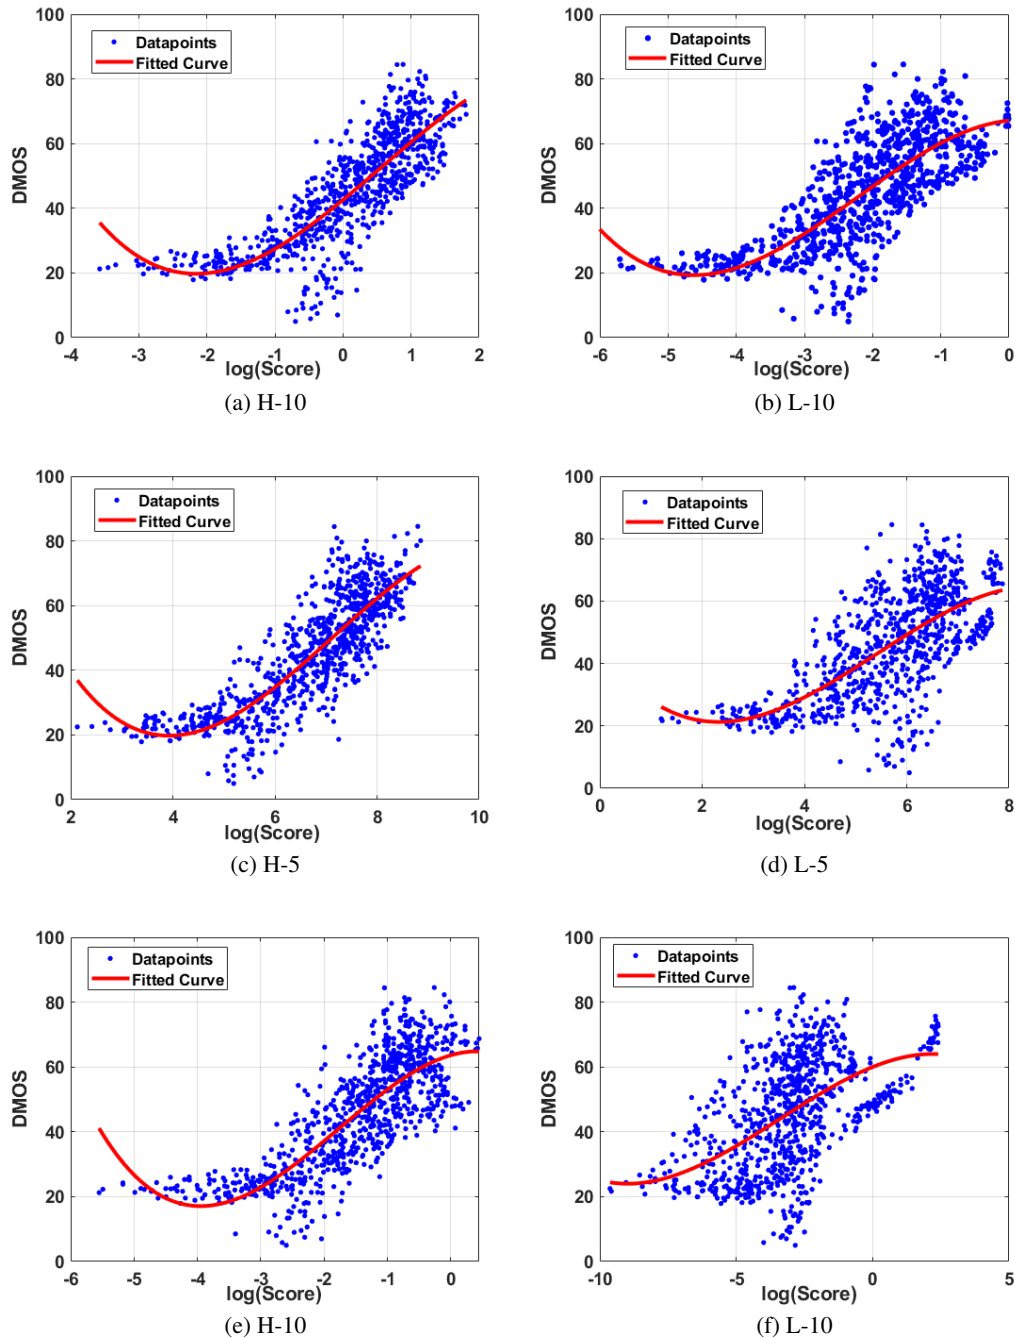 100
80
60
40
20
0
DMOS
Datapoints
Fitted Curve
-4 -3 -2 -1 0 1 2
log(Score)
(a) H-10
100
80
60
40
20
0
DMOS
Datapoints
Fitted Curve
-6 -5 -4 -3 -2 -1 0
log(Score)
(b) L-10
100
80
60
40
20
0
DMOS
Datapoints
Fitted Curve
2 4 6 8 10
log(Score)
(c) H-5
100
80
60
40
20
0
DMOS
Datapoints
Fitted Curve
0 2 4 6 8
log(Score)
(d) L-5
100
80
60
40
20
0
DMOS
Datapoints
Fitted Curve
-6 -5 -4 -3 -2 -1 0
log(Score)
(e) H-10
100
80
60
40
20
0
DMOS
Datapoints
Fitted Curve
-10 -5 0 5
log(Score)
(f) L-10